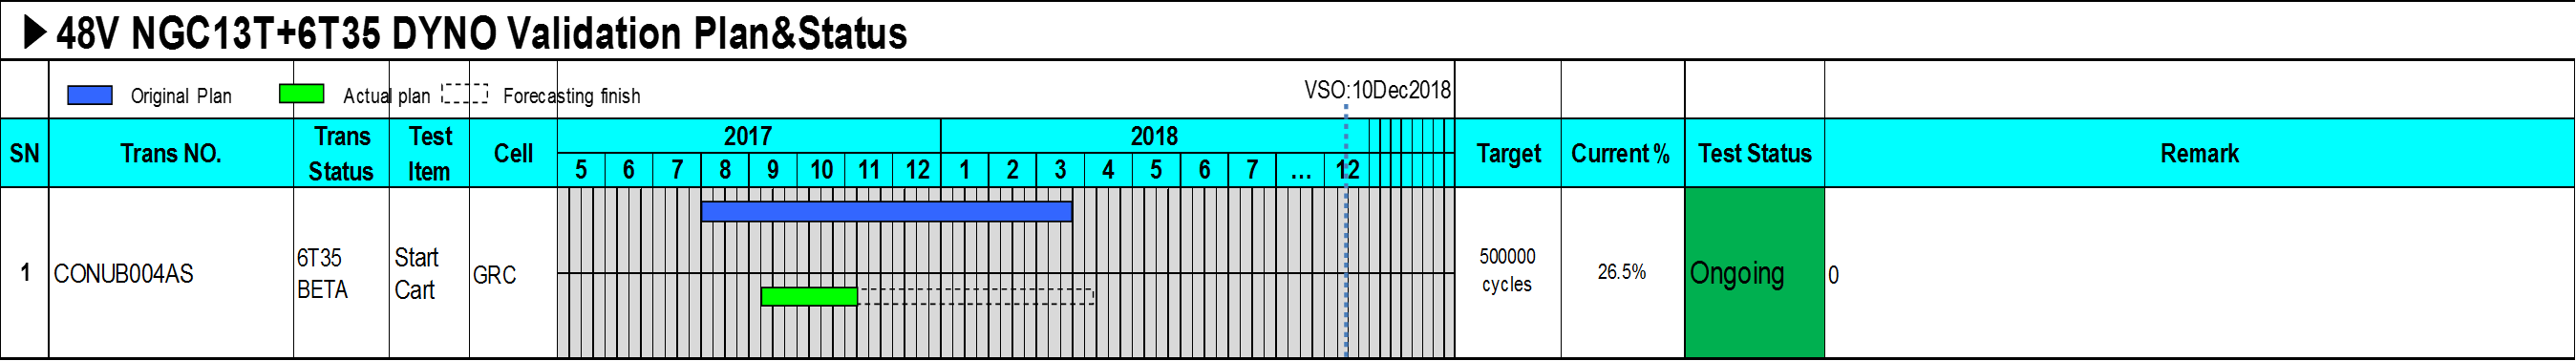 48V NGC13T+6T35 DYNO Validation Plan&Status
Original Plan
Actual plan
Forecasting finish
VSO:10Dec2018
SN
Trans NO.
Trans
Status
Test
Item
Cell
2017
2018
5 6 7 8 9 10 11 12 1 2 3 4 5 6 7 ... 12
Target
Current%
Test Status
Remark
1
CONUB004AS
6T35
BETA
Start
Cart
GRC
500000
cycles
26.5%
Ongoing
0